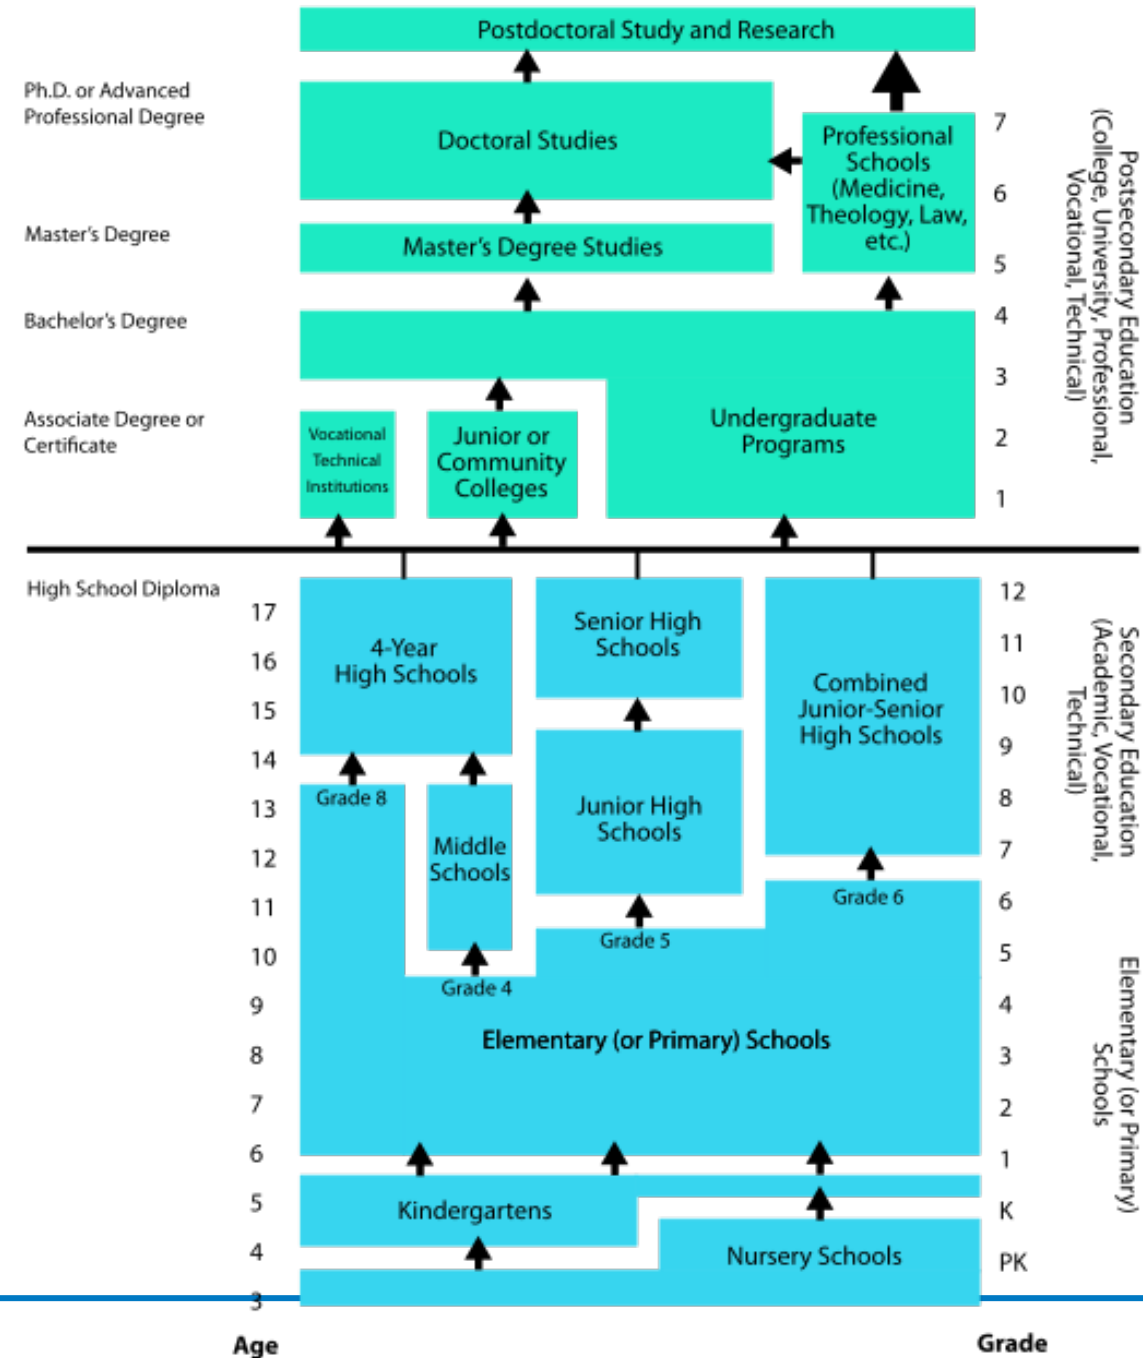 Postdoctoral Study and Research
Ph.D. or Advanced
Professional Degree
Doctoral Studies
Professional
Schools
(Medicine,
Theology, Law,
etc.)
7
6
5
Master's Degree
Master's Degree Studies
Bachelor's Degree
4
3
Associate Degree or
Certificate
Vocational
Technical
Institutions
Junior or
Community
Colleges
Undergraduate
Programs
2
1
Postsecondary Education
(College, University, Professional,
Vocational, Technical)
High School Diploma
17
16
15
14
13
12
11
10
9
8
7
6
5
4
3
Age
4-Year
High Schools
Senior High
Schools
Combined
Junior-Senior
High Schools
Grade 8
Middle
Schools
Junior High
Schools
Grade 6
Grade 5
Grade 4
Elementary (or Primary) Schools
Kindergartens
Nursery Schools
12
11
10
9
8
7
6
5
4
3
2
1
K
PK
Grade
Secondary Education
(Academic, Vocational,
Technical)
Elementary (or Primary)
Schools